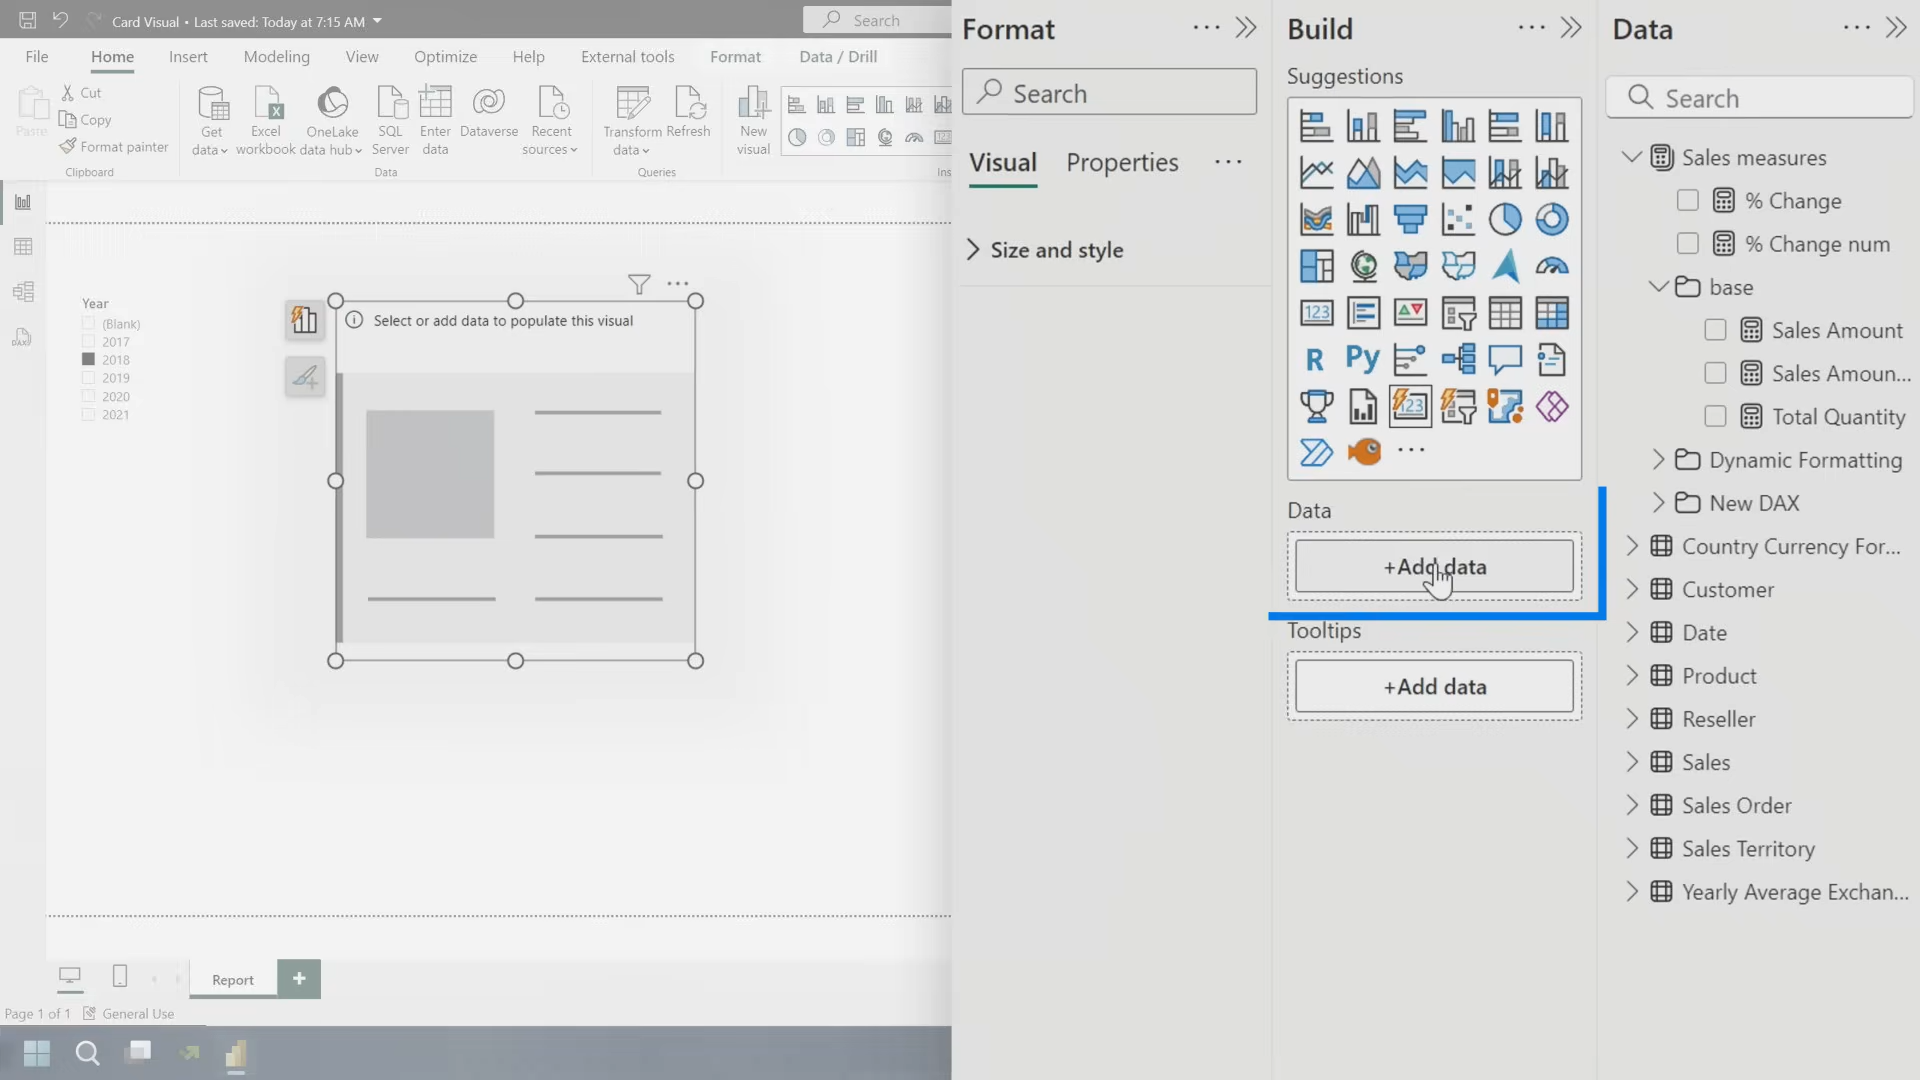 Card Visual • Last saved: Today at 7:15 AM
Search
File
Home
Insert
Modeling
View
Optimize
Help
External tools
Format
Data / Drill
Paste
Cut
Copy
Format painter
Clipboard
Get data
Excel workbook
OneLake data hub
SQL Server
Enter data
Dataverse
Recent sources
Data
Transform data
Refresh
Queries
New visual
123
Ins
Year
(Blank)
2017
2018
2019
2020
2021
Select or add data to populate this visual
DAX
Report
+
Page 1 of 1
General Use
Format
Search
Visual
Properties
Size and style
Build
Suggestions
123
R
Py
123
Data
+Add data
Tooltips
+Add data
Data
Search
Sales measures
% Change
% Change num
base
Sales Amount
Sales Amoun...
Total Quantity
Dynamic Formatting
New DAX
Country Currency For...
Customer
Date
Product
Reseller
Sales
Sales Order
Sales Territory
Yearly Average Exchan...